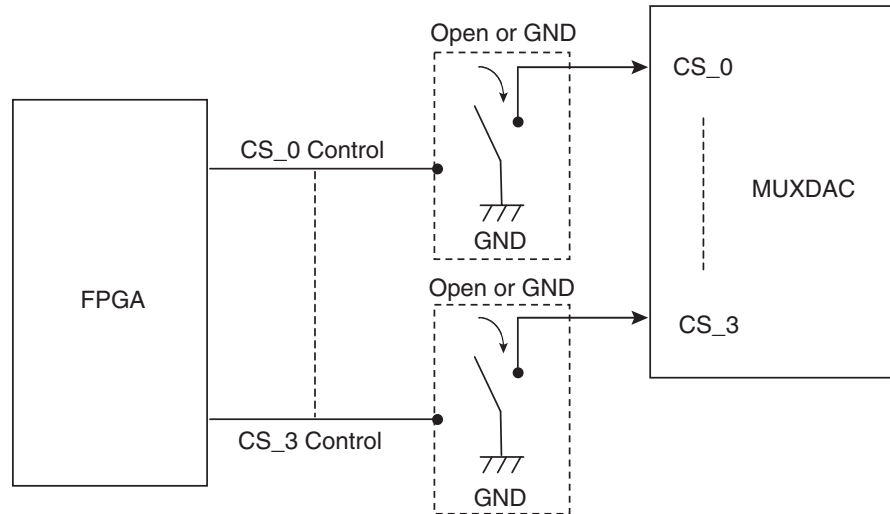 Open or GND
CS_0
CS_0 Control
MUXDAC
GND
FPGA
Open or GND
CS_3
CS_3 Control
GND